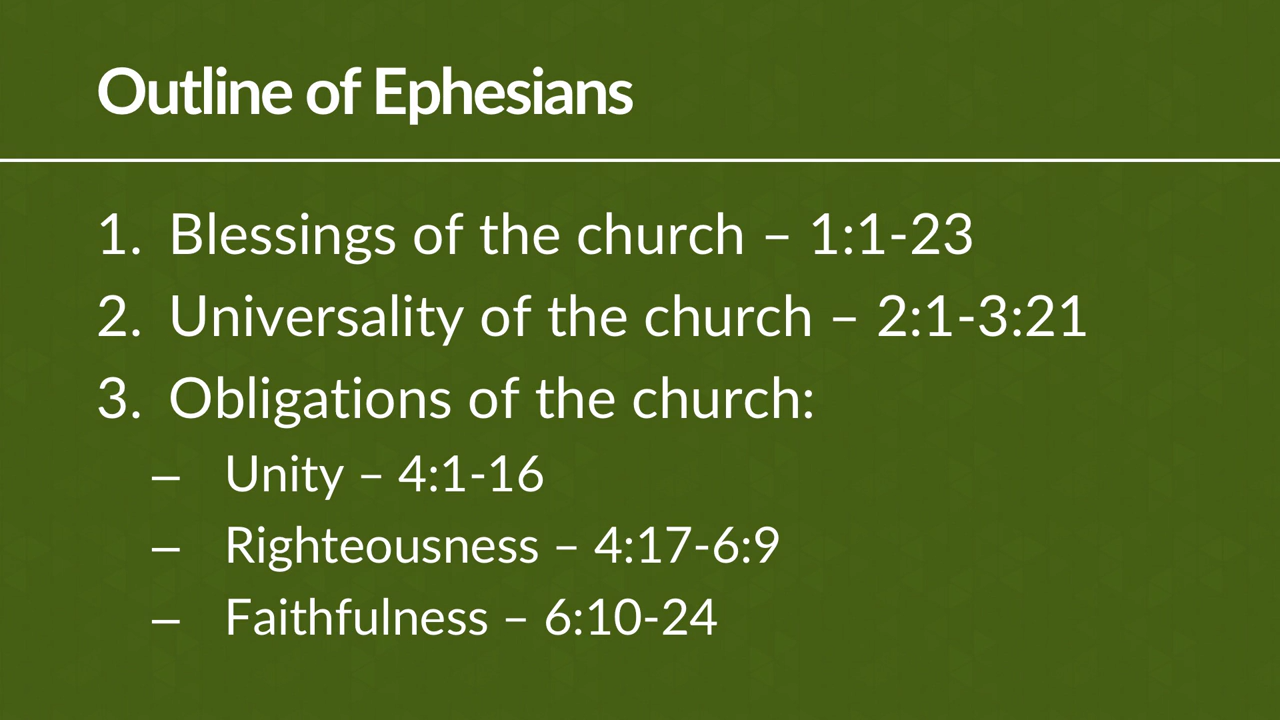 Outline of Ephesians
1. Blessings of the church – 1:1-23
2. Universality of the church – 2:1-3:21
3. Obligations of the church:
– Unity – 4:1-16
– Righteousness – 4:17-6:9
– Faithfulness – 6:10-24